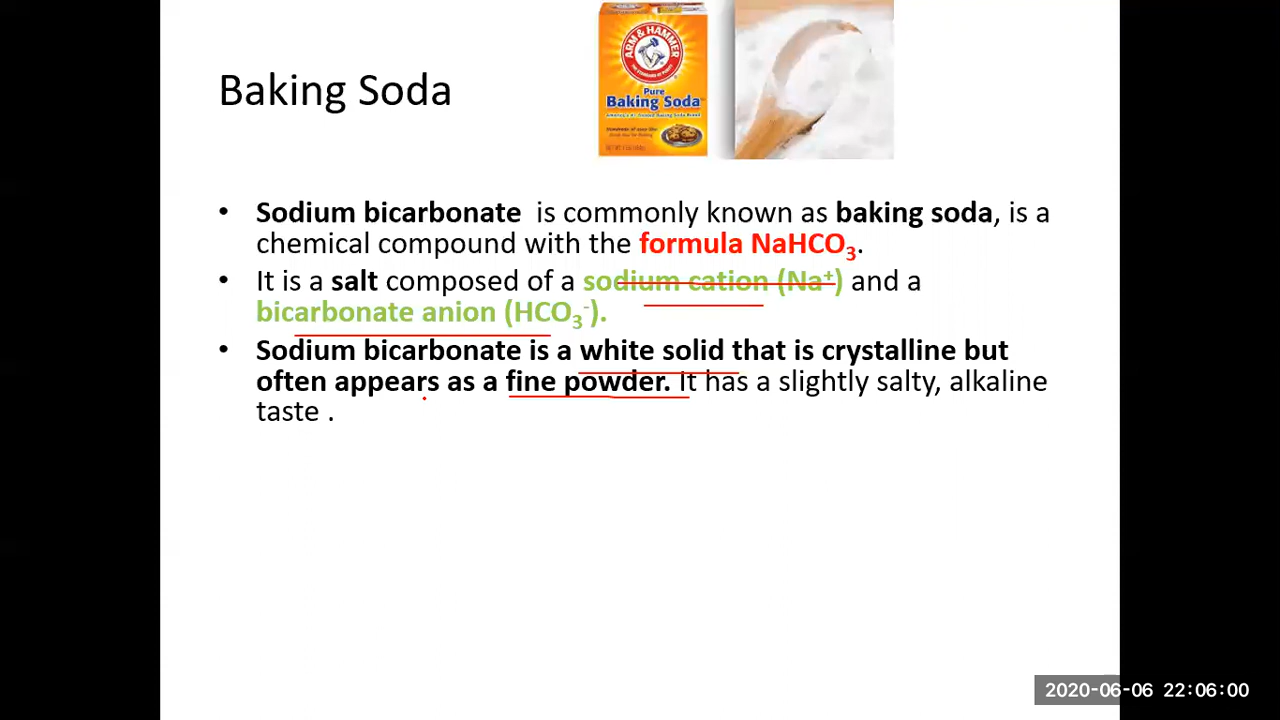 ARM & HAMMER
Pure
Baking Soda
Baking Soda
• Sodium bicarbonate is commonly known as baking soda, is a
chemical compound with the formula NaHCO₃.
• It is a salt composed of a sodium cation (Na⁺) and a
bicarbonate anion (HCO₃⁻).
• Sodium bicarbonate is a white solid that is crystalline but
often appears as a fine powder. It has a slightly salty, alkaline
taste .
2020-06-06 22:06:00